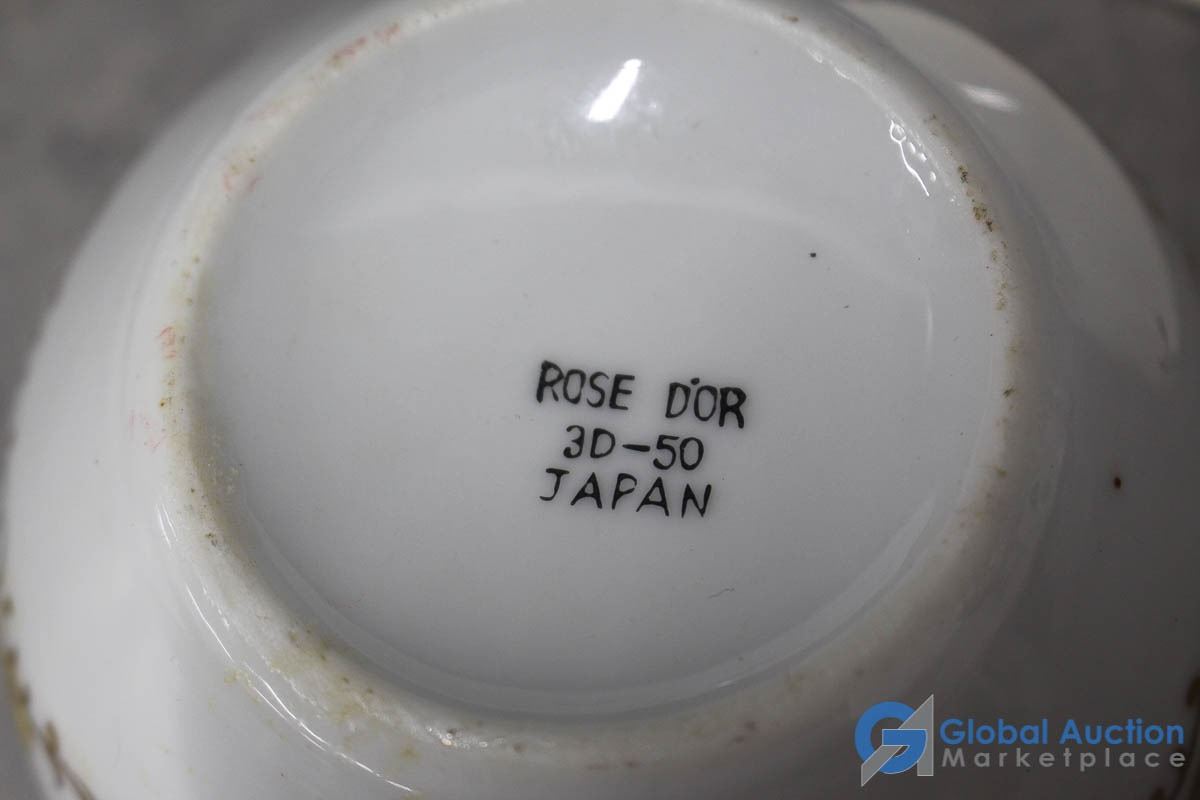 ROSE D'OR
3D-50
JAPAN
Global Auction
Marketplace